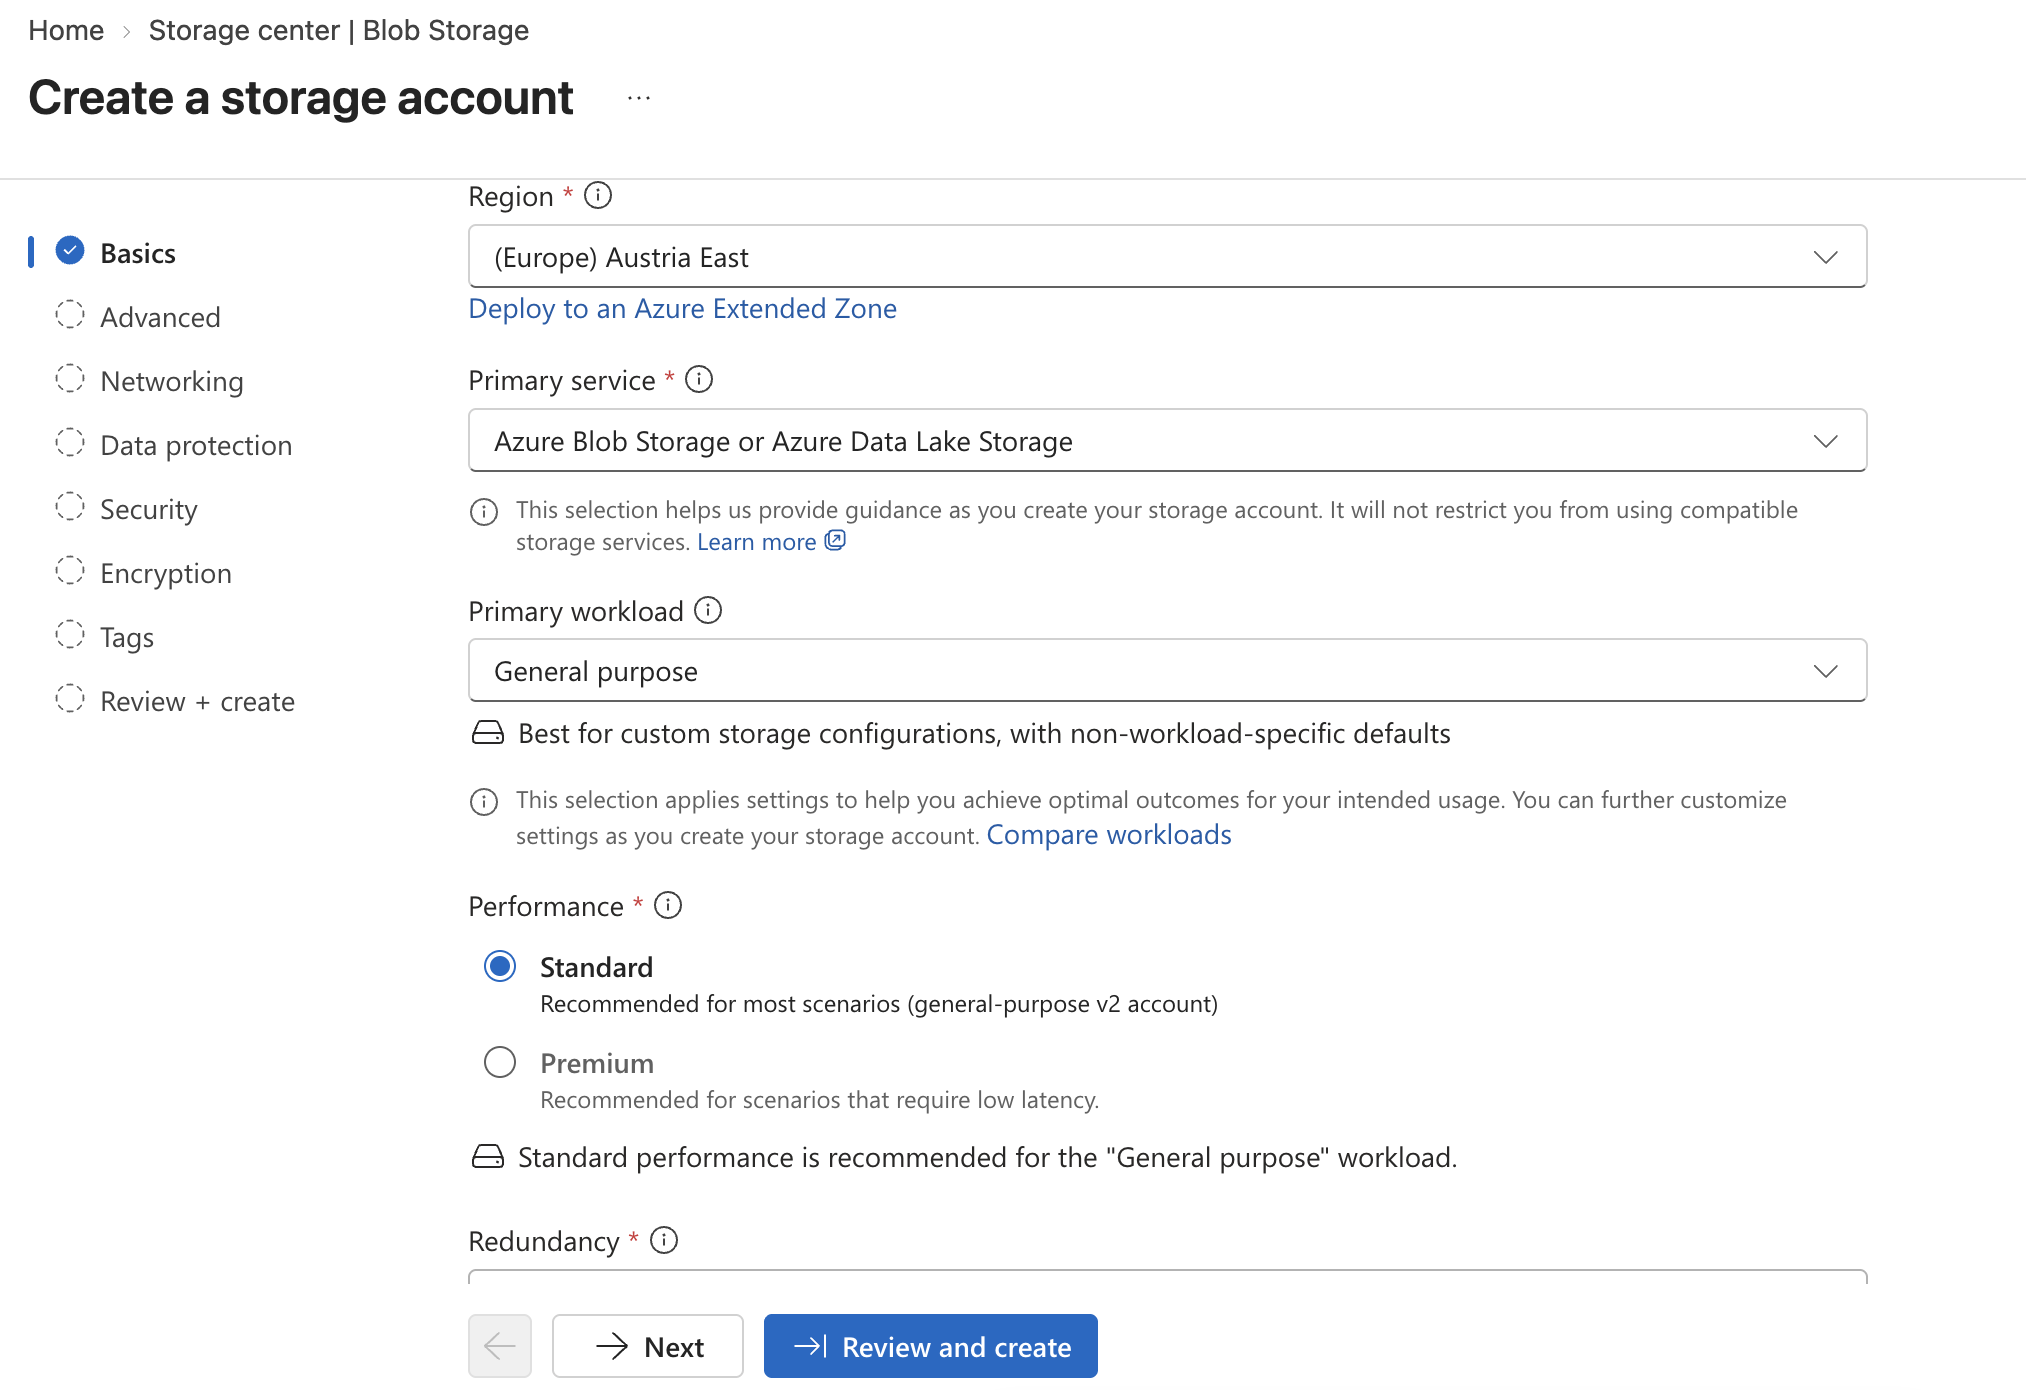 Home > Storage center | Blob Storage
Create a storage account ...
Basics
Advanced
Networking
Data protection
Security
Encryption
Tags
Review + create
Region *
(Europe) Austria East
Deploy to an Azure Extended Zone
Primary service *
Azure Blob Storage or Azure Data Lake Storage
This selection helps us provide guidance as you create your storage account. It will not restrict you from using compatible
storage services. Learn more
Primary workload
General purpose
Best for custom storage configurations, with non-workload-specific defaults
This selection applies settings to help you achieve optimal outcomes for your intended usage. You can further customize
settings as you create your storage account. Compare workloads
Performance *
Standard
Recommended for most scenarios (general-purpose v2 account)
Premium
Recommended for scenarios that require low latency.
Standard performance is recommended for the "General purpose" workload.
Redundancy *
Next
Review and create